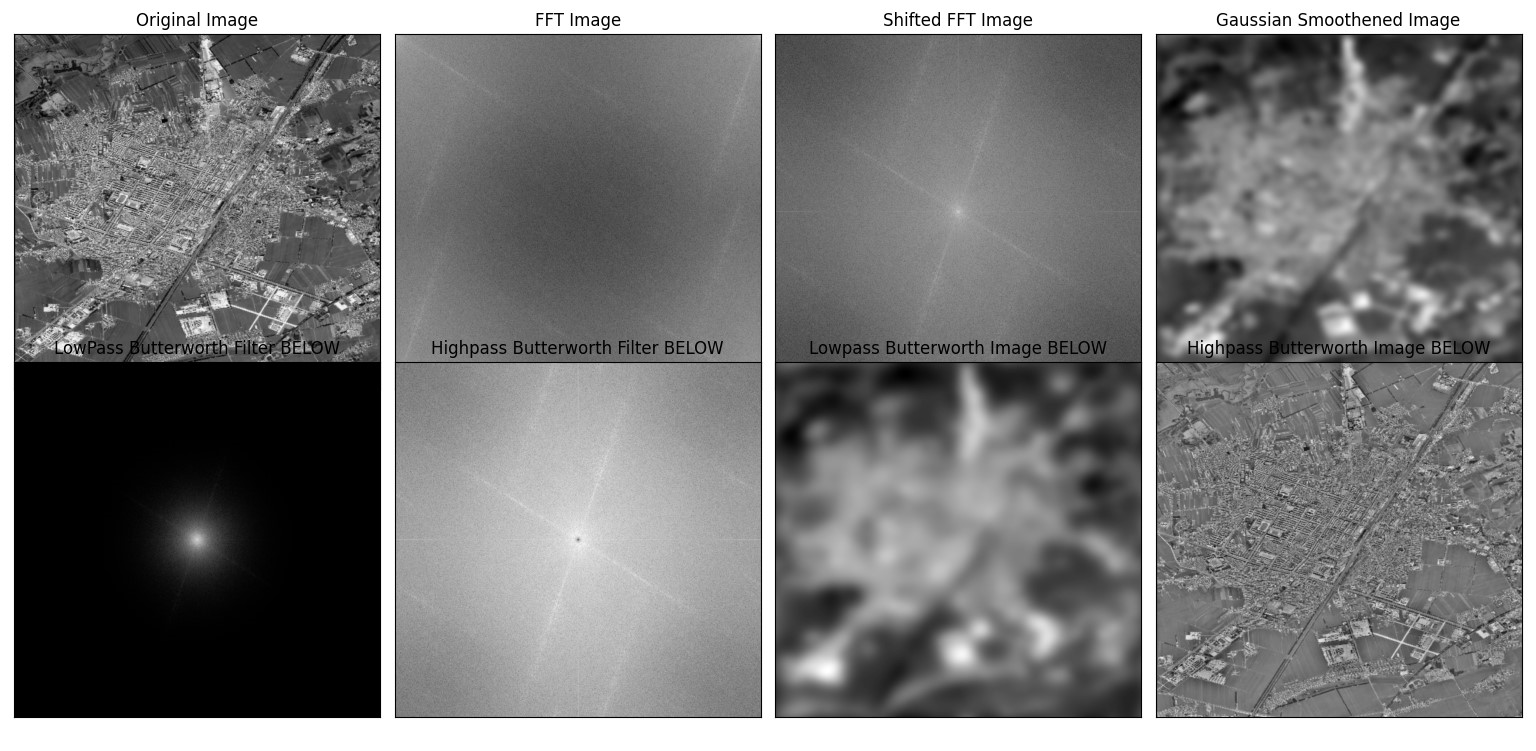 Original Image
FFT Image
Shifted FFT Image
Gaussian Smoothened Image
LowPass Butterworth Filter BELOW
Highpass Butterworth Filter BELOW
Lowpass Butterworth Image BELOW
Highpass Butterworth Image BELOW